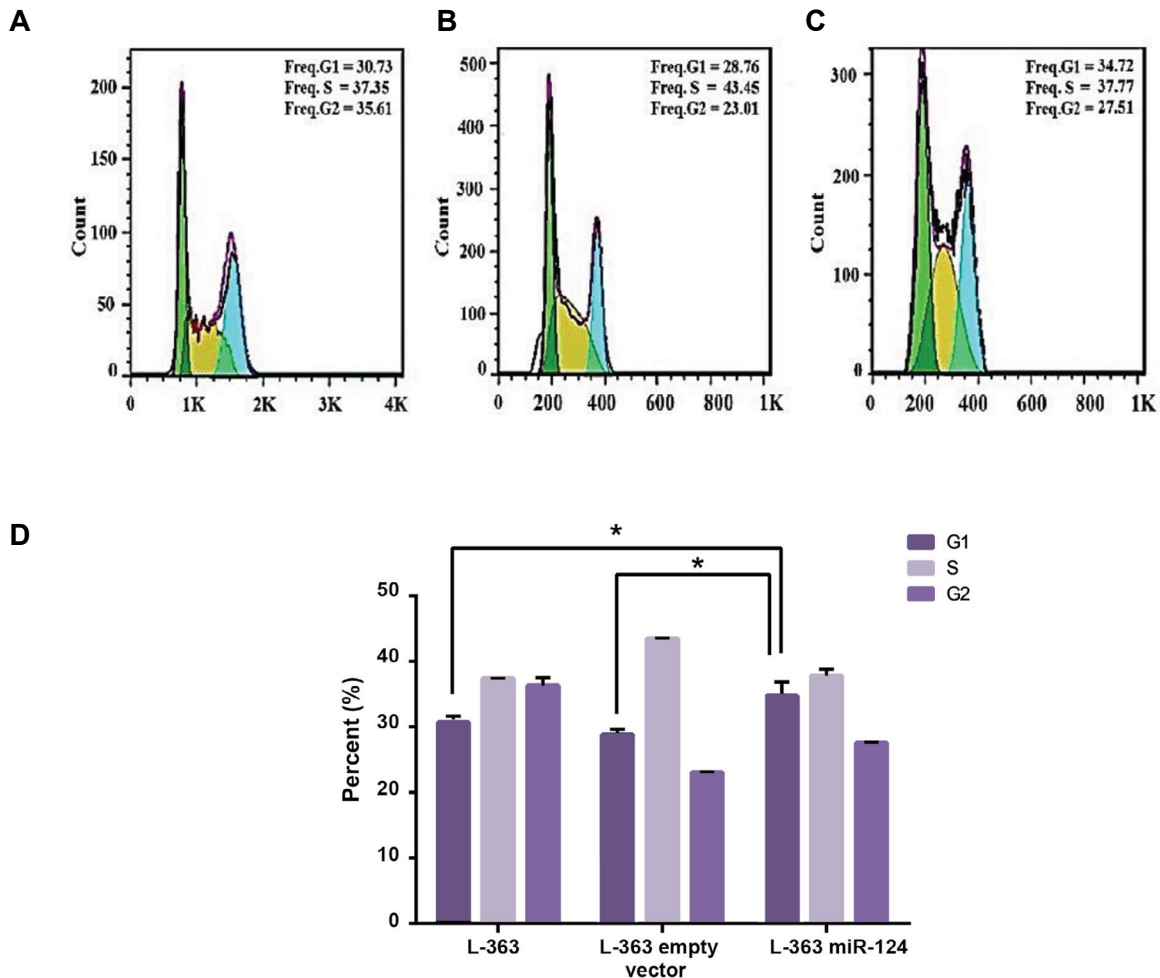 A
B
C
Freq.G1 = 30.73
Freq. S = 37.35
Freq.G2 = 35.61
200
150
100
50
0
Count
0
1K
2K
3K
4K
Freq.G1 = 28.76
Freq. S = 43.45
Freq.G2 = 23.01
500
400
300
200
100
0
Count
0
200
400
600
800
1K
Freq.G1 = 34.72
Freq. S = 37.77
Freq.G2 = 27.51
300
200
100
0
Count
0
200
400
600
800
1K
D
*
*
G1
S
G2
50
40
30
20
10
0
Percent (%)
L-363
L-363 empty
vector
L-363 miR-124